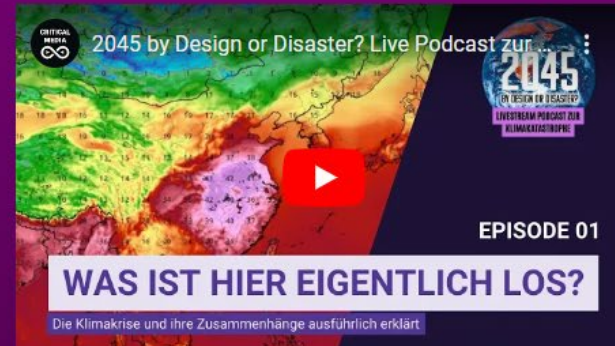 CRITICAL
MEDIA
2045 by Design or Disaster? Live Podcast zur ...
2045
BY DESIGN OR DISASTER?
LIVESTREAM PODCAST ZUR
KLIMAKATASTROPHE
EPISODE 01
WAS IST HIER EIGENTLICH LOS?
Die Klimakrise und ihre Zusammenhänge ausführlich erklärt